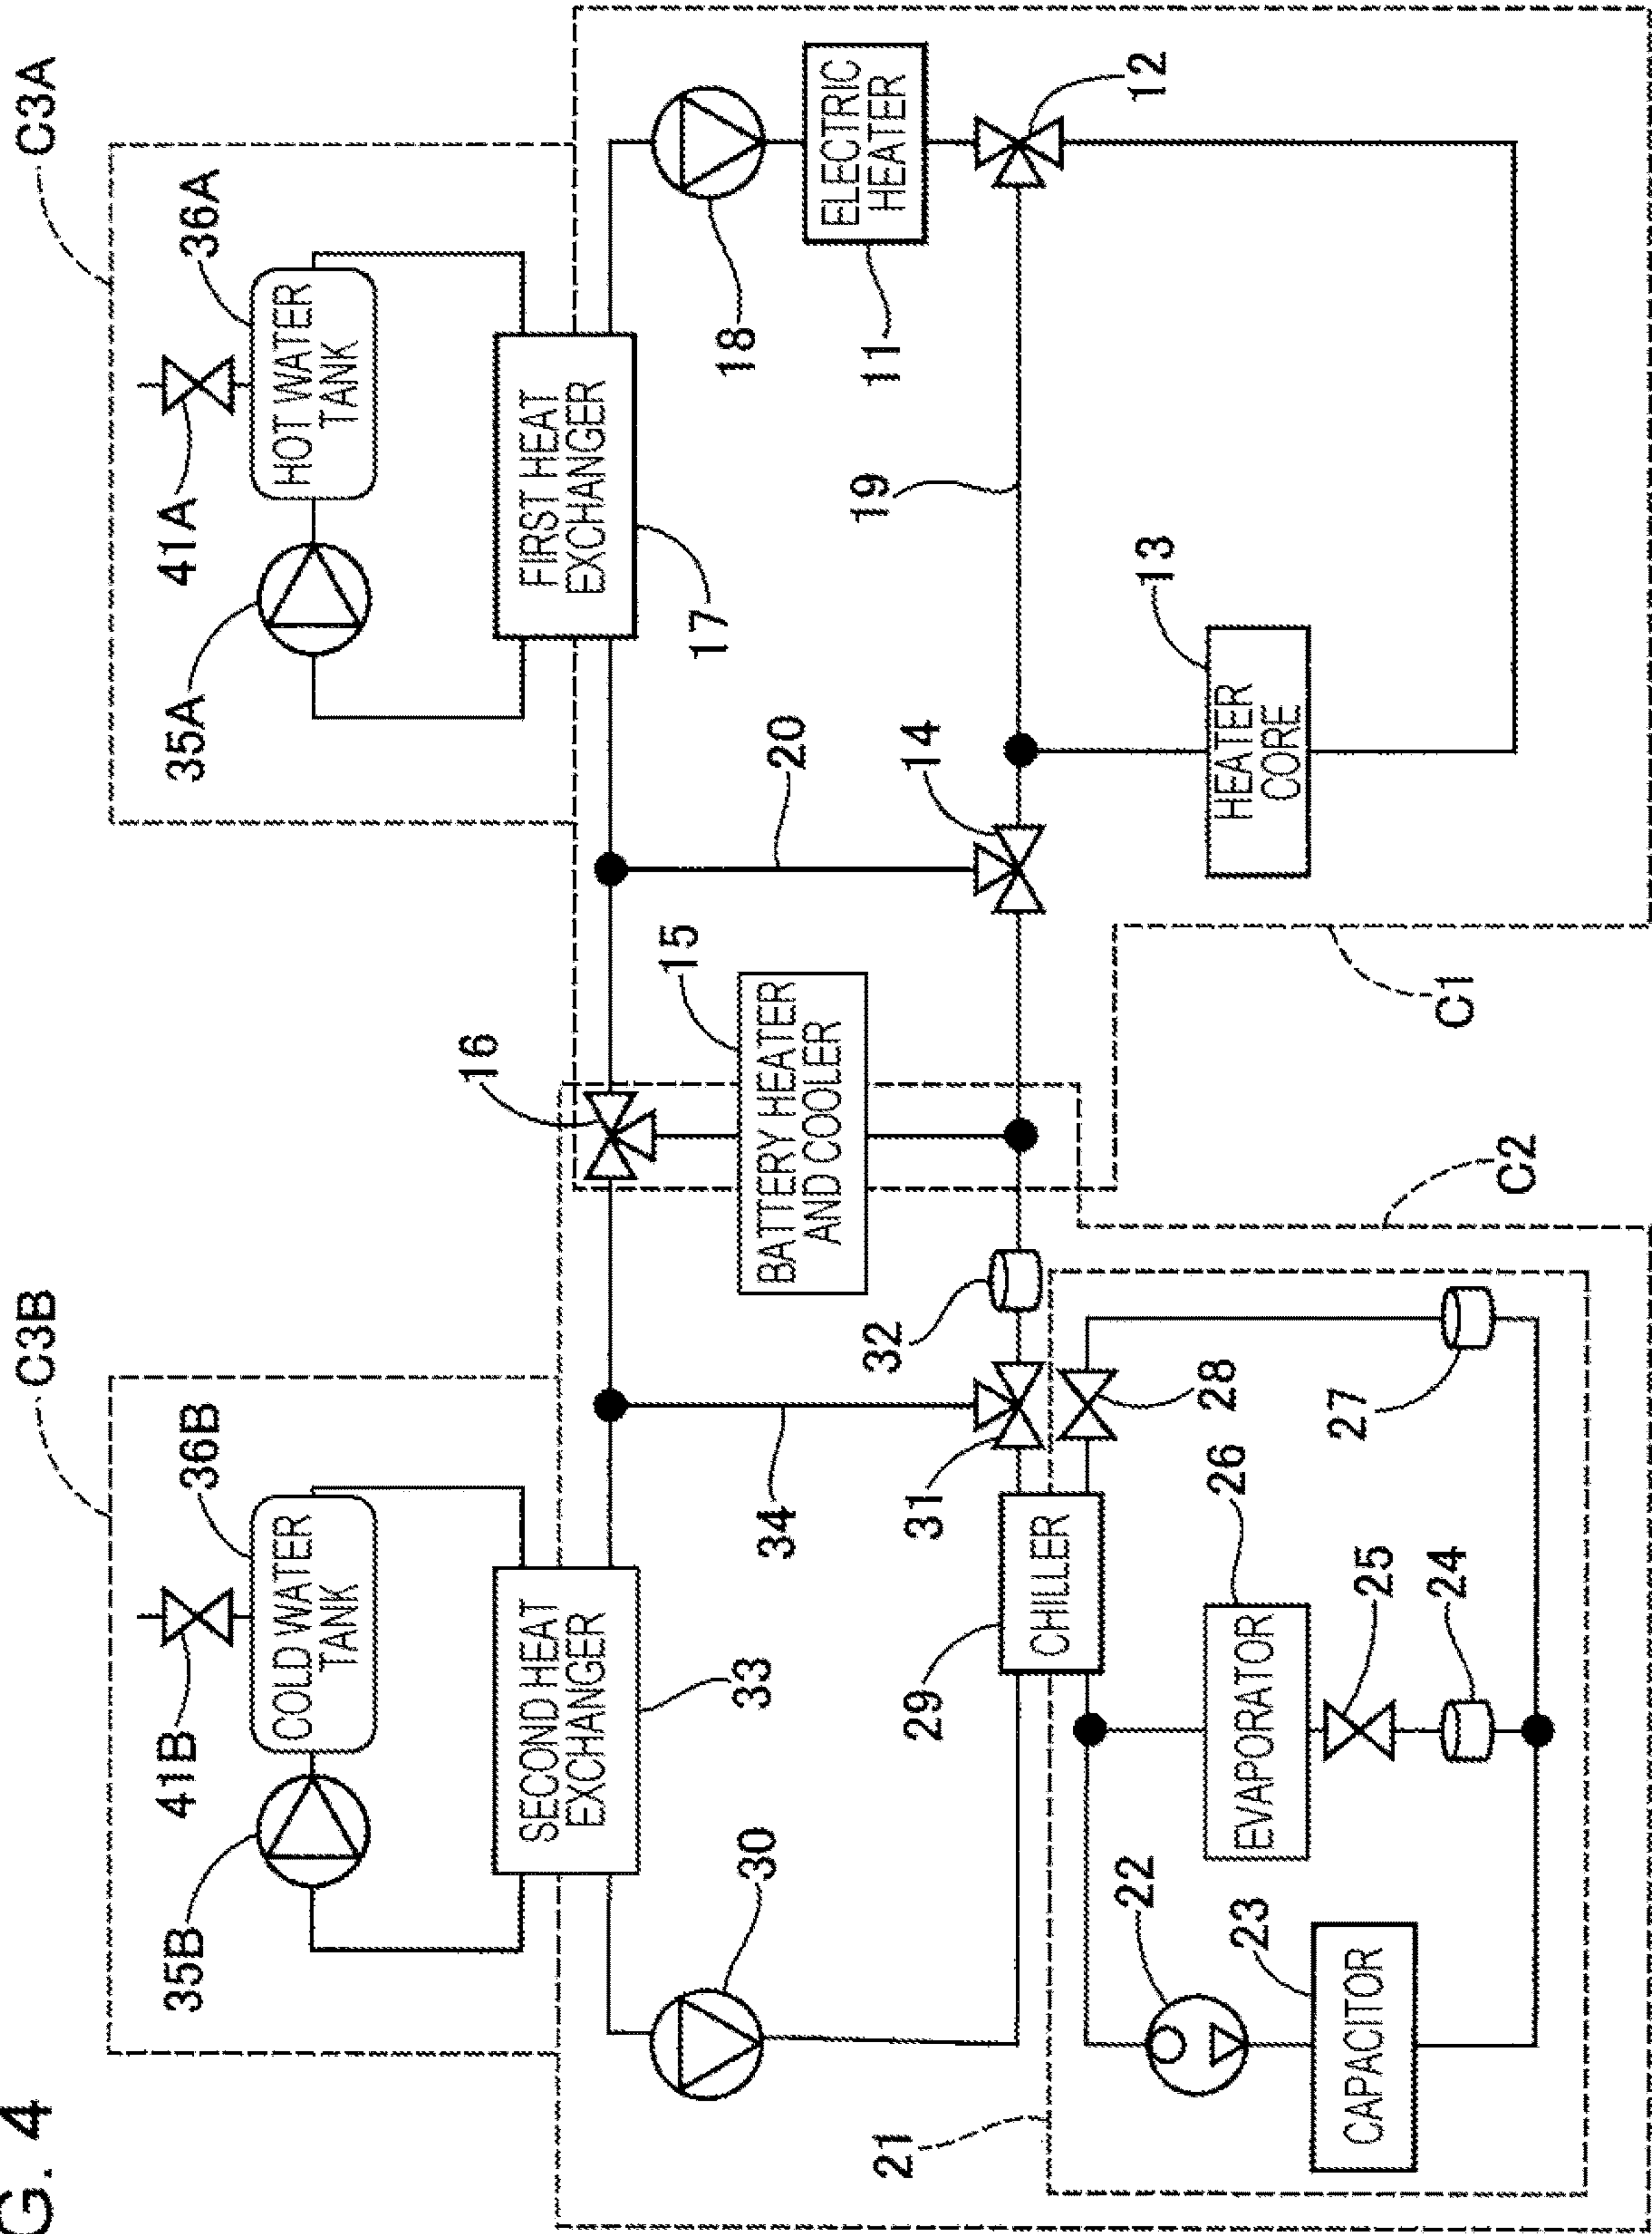 G. 4
C3B
C3A
41B
36B
COLD WATER
TANK
35B
41A
36A
HOT WATER
TANK
35A
SECOND HEAT
EXCHANGER
33
16
FIRST HEAT
EXCHANGER
17
30
34
15
BATTERY HEATER
AND COOLER
20
18
ELECTRIC
HEATER
11
32
14
19
12
29
CHILLER
31
28
21
22
26
EVAPORATOR
13
HEATER
CORE
23
CAPACITOR
25
24
27
C2
C1